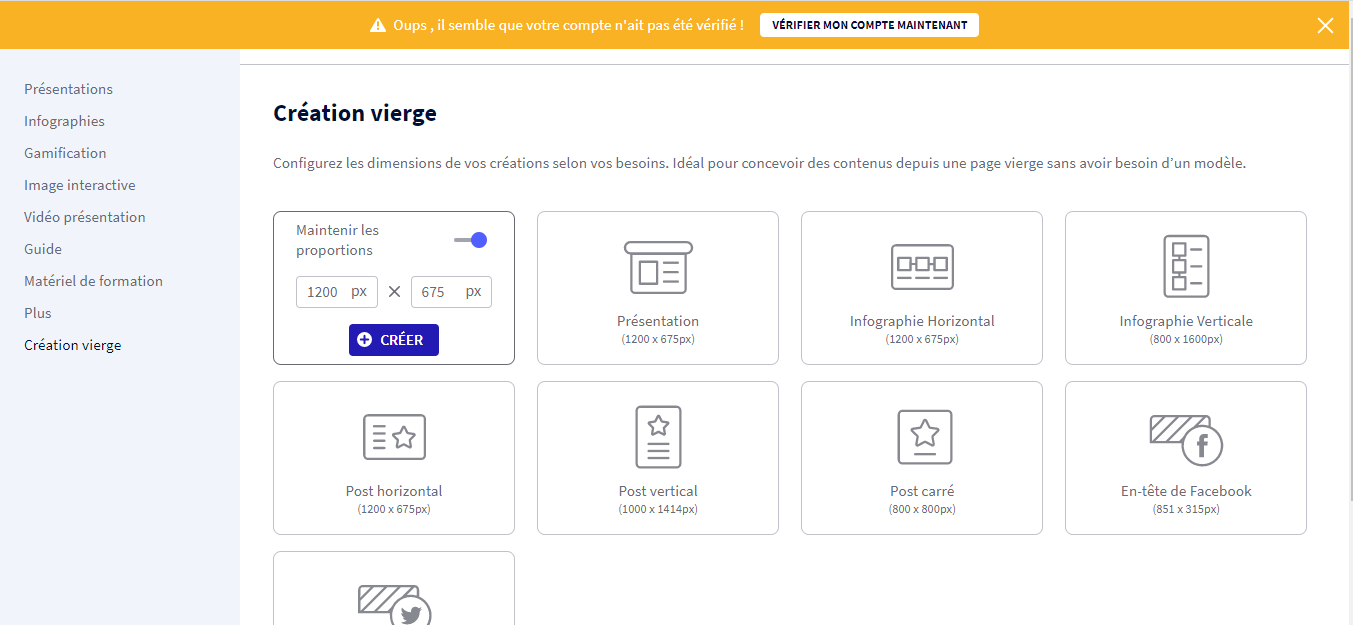 Oups , il semble que votre compte n'ait pas été vérifié !
VÉRIFIER MON COMPTE MAINTENANT
Présentations
Infographies
Gamification
Image interactive
Vidéo présentation
Guide
Matériel de formation
Plus
Création vierge
Création vierge
Configurez les dimensions de vos créations selon vos besoins. Idéal pour concevoir des contenus depuis une page vierge sans avoir besoin d'un modèle.
Maintenir les
proportions
1200 px
675 px
CRÉER
Présentation
(1200 x 675px)
Infographie Horizontal
(1200 x 675px)
Infographie Verticale
(800 x 1600px)
Post horizontal
(1200 x 675px)
Post vertical
(1000 x 1414px)
Post carré
(800 x 800px)
En-tête de Facebook
(851 x 315px)